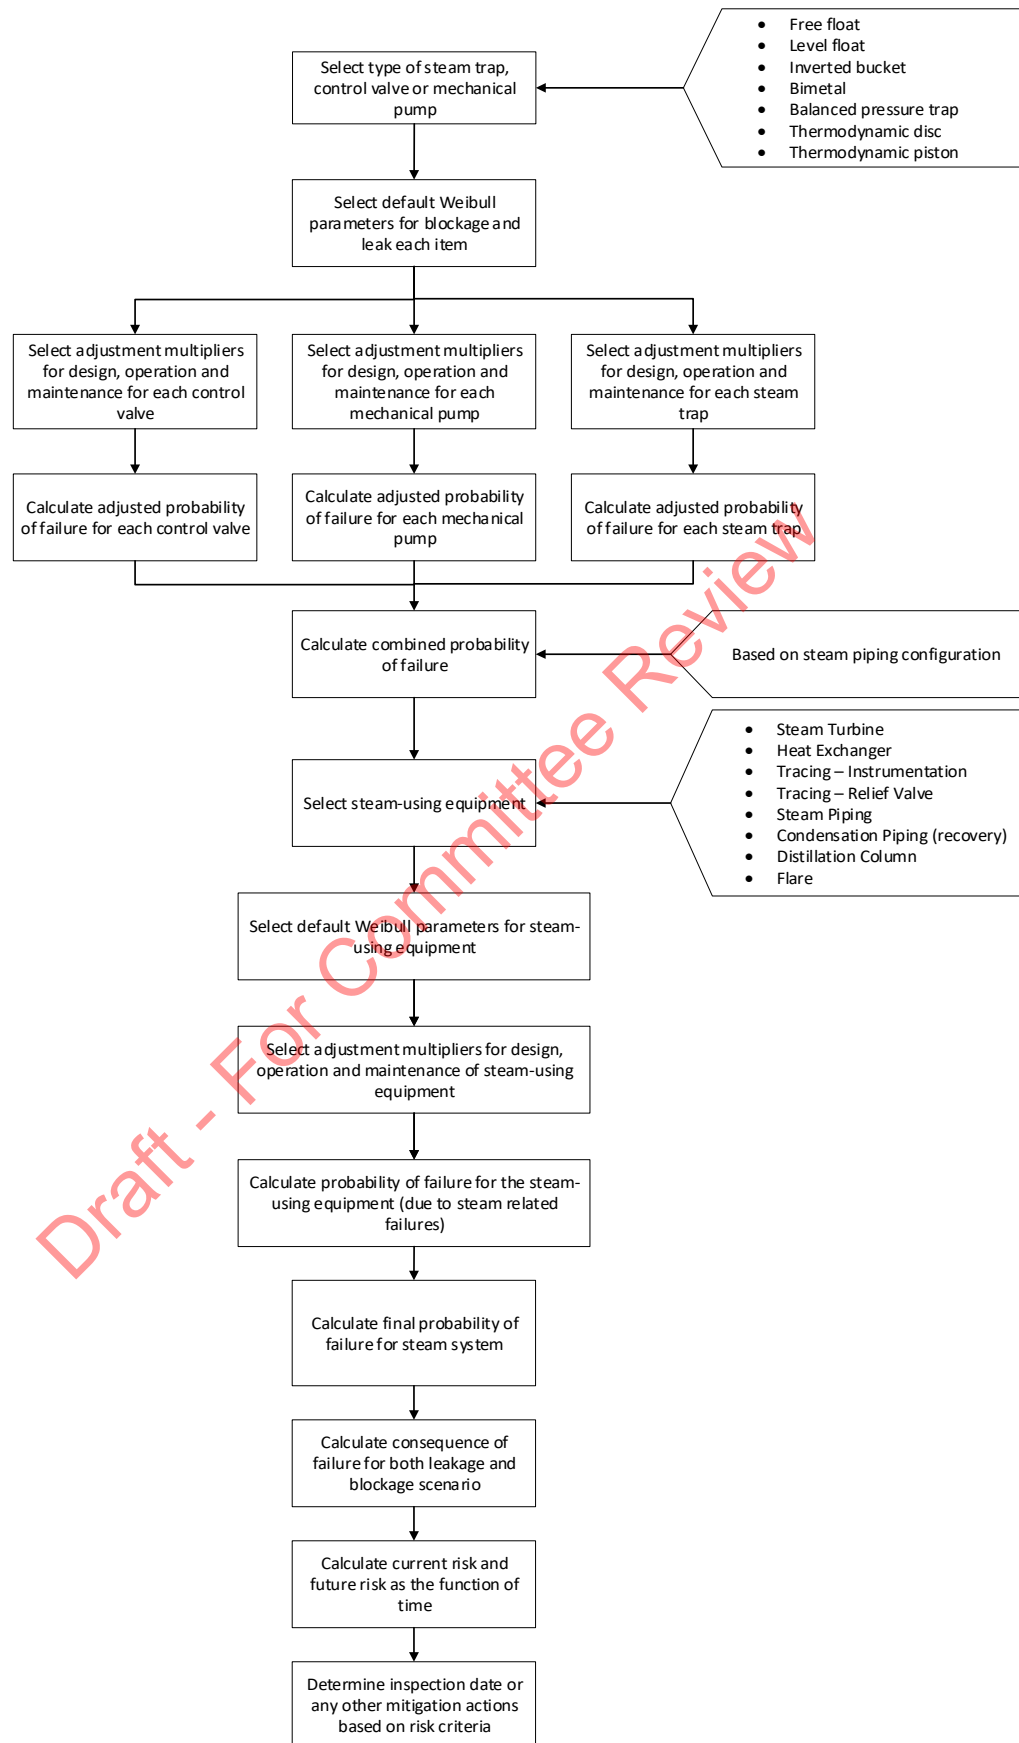 Select type of steam trap,
control valve or mechanical
pump
• Free float
• Level float
• Inverted bucket
• Bimetal
• Balanced pressure trap
• Thermodynamic disc
• Thermodynamic piston
Select default Weibull
parameters for blockage and
leak each item
Select adjustment multipliers
for design, operation and
maintenance for each control
valve
Select adjustment multipliers
for design, operation and
maintenance for each
mechanical pump
Select adjustment multipliers
for design, operation and
maintenance for each steam
trap
Calculate adjusted probability
of failure for each control valve
Calculate adjusted probability
of failure for each mechanical
pump
Calculate adjusted probability
of failure for each steam trap
Calculate combined probability
of failure
Based on steam piping configuration
Select steam-using equipment
• Steam Turbine
• Heat Exchanger
• Tracing – Instrumentation
• Tracing – Relief Valve
• Steam Piping
• Condensation Piping (recovery)
• Distillation Column
• Flare
Select default Weibull parameters for steam-
using equipment
Select adjustment multipliers for design,
operation and maintenance of steam-using
equipment
Calculate probability of failure for the steam-
using equipment (due to steam related
failures)
Calculate final probability of
failure for steam system
Calculate consequence of
failure for both leakage and
blockage scenario
Calculate current risk and
future risk as the function of
time
Determine inspection date or
any other mitigation actions
based on risk criteria
Draft - For Committee Review